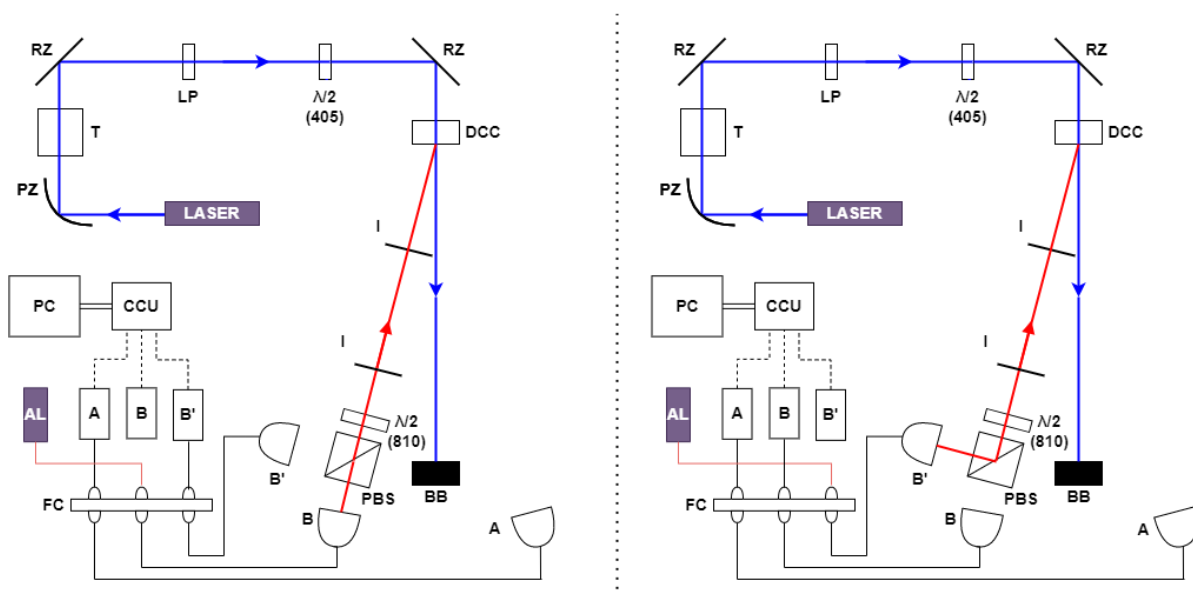 RZ
RZ
LP
λ/2
(405)
T
DCC
PZ
LASER
I
PC
CCU
I
AL
A
B
B'
λ/2
(810)
B'
PBS
BB
FC
B
A
RZ
RZ
LP
λ/2
(405)
T
DCC
PZ
LASER
I
PC
CCU
I
AL
A
B
B'
λ/2
(810)
B'
PBS
BB
FC
B
A